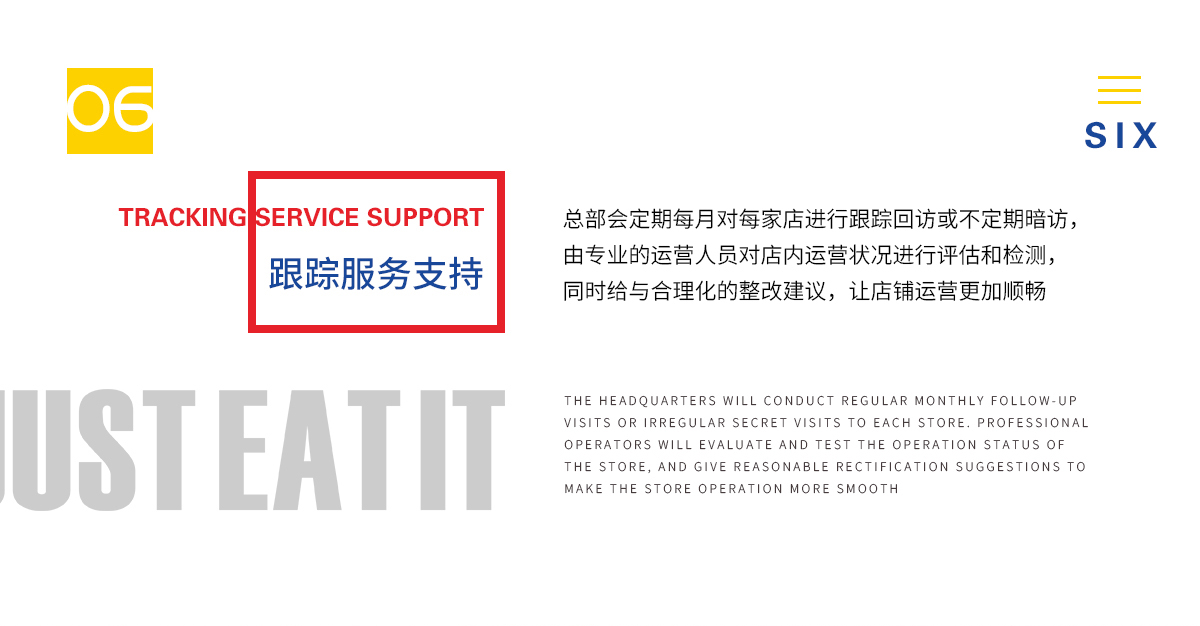 06
SIX
TRACKING SERVICE SUPPORT
跟踪服务支持
总部会定期每月对每家店进行跟踪回访或不定期暗访，
由专业的运营人员对店内运营状况进行评估和检测，
同时给与合理化的整改建议，让店铺运营更加顺畅
JUST EAT IT
THE HEADQUARTERS WILL CONDUCT REGULAR MONTHLY FOLLOW-UP
VISITS OR IRREGULAR SECRET VISITS TO EACH STORE. PROFESSIONAL
OPERATORS WILL EVALUATE AND TEST THE OPERATION STATUS OF
THE STORE, AND GIVE REASONABLE RECTIFICATION SUGGESTIONS TO
MAKE THE STORE OPERATION MORE SMOOTH